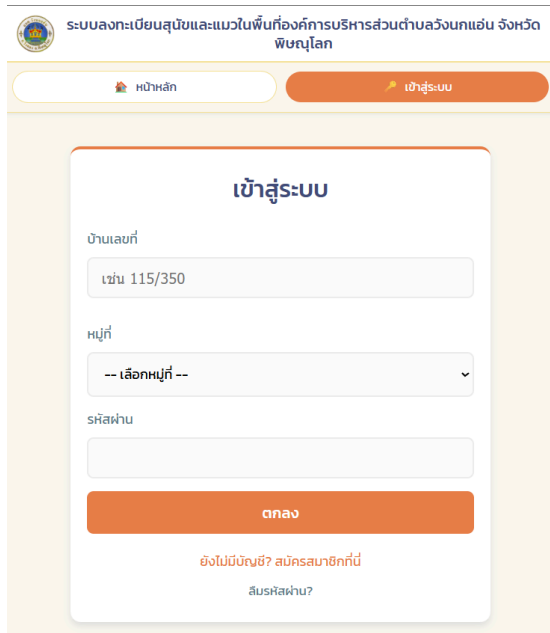 ระบบลงทะเบียนสุนัขและแมวในพื้นที่องค์การบริหารส่วนตำบลวังนกแอ่น จังหวัด
พิษณุโลก
หน้าหลัก
เข้าสู่ระบบ
เข้าสู่ระบบ
บ้านเลขที่
เช่น 115/350
หมู่ที่
-- เลือกหมู่ที่ --
รหัสผ่าน
ตกลง
ยังไม่มีบัญชี? สมัครสมาชิกที่นี่
ลืมรหัสผ่าน?